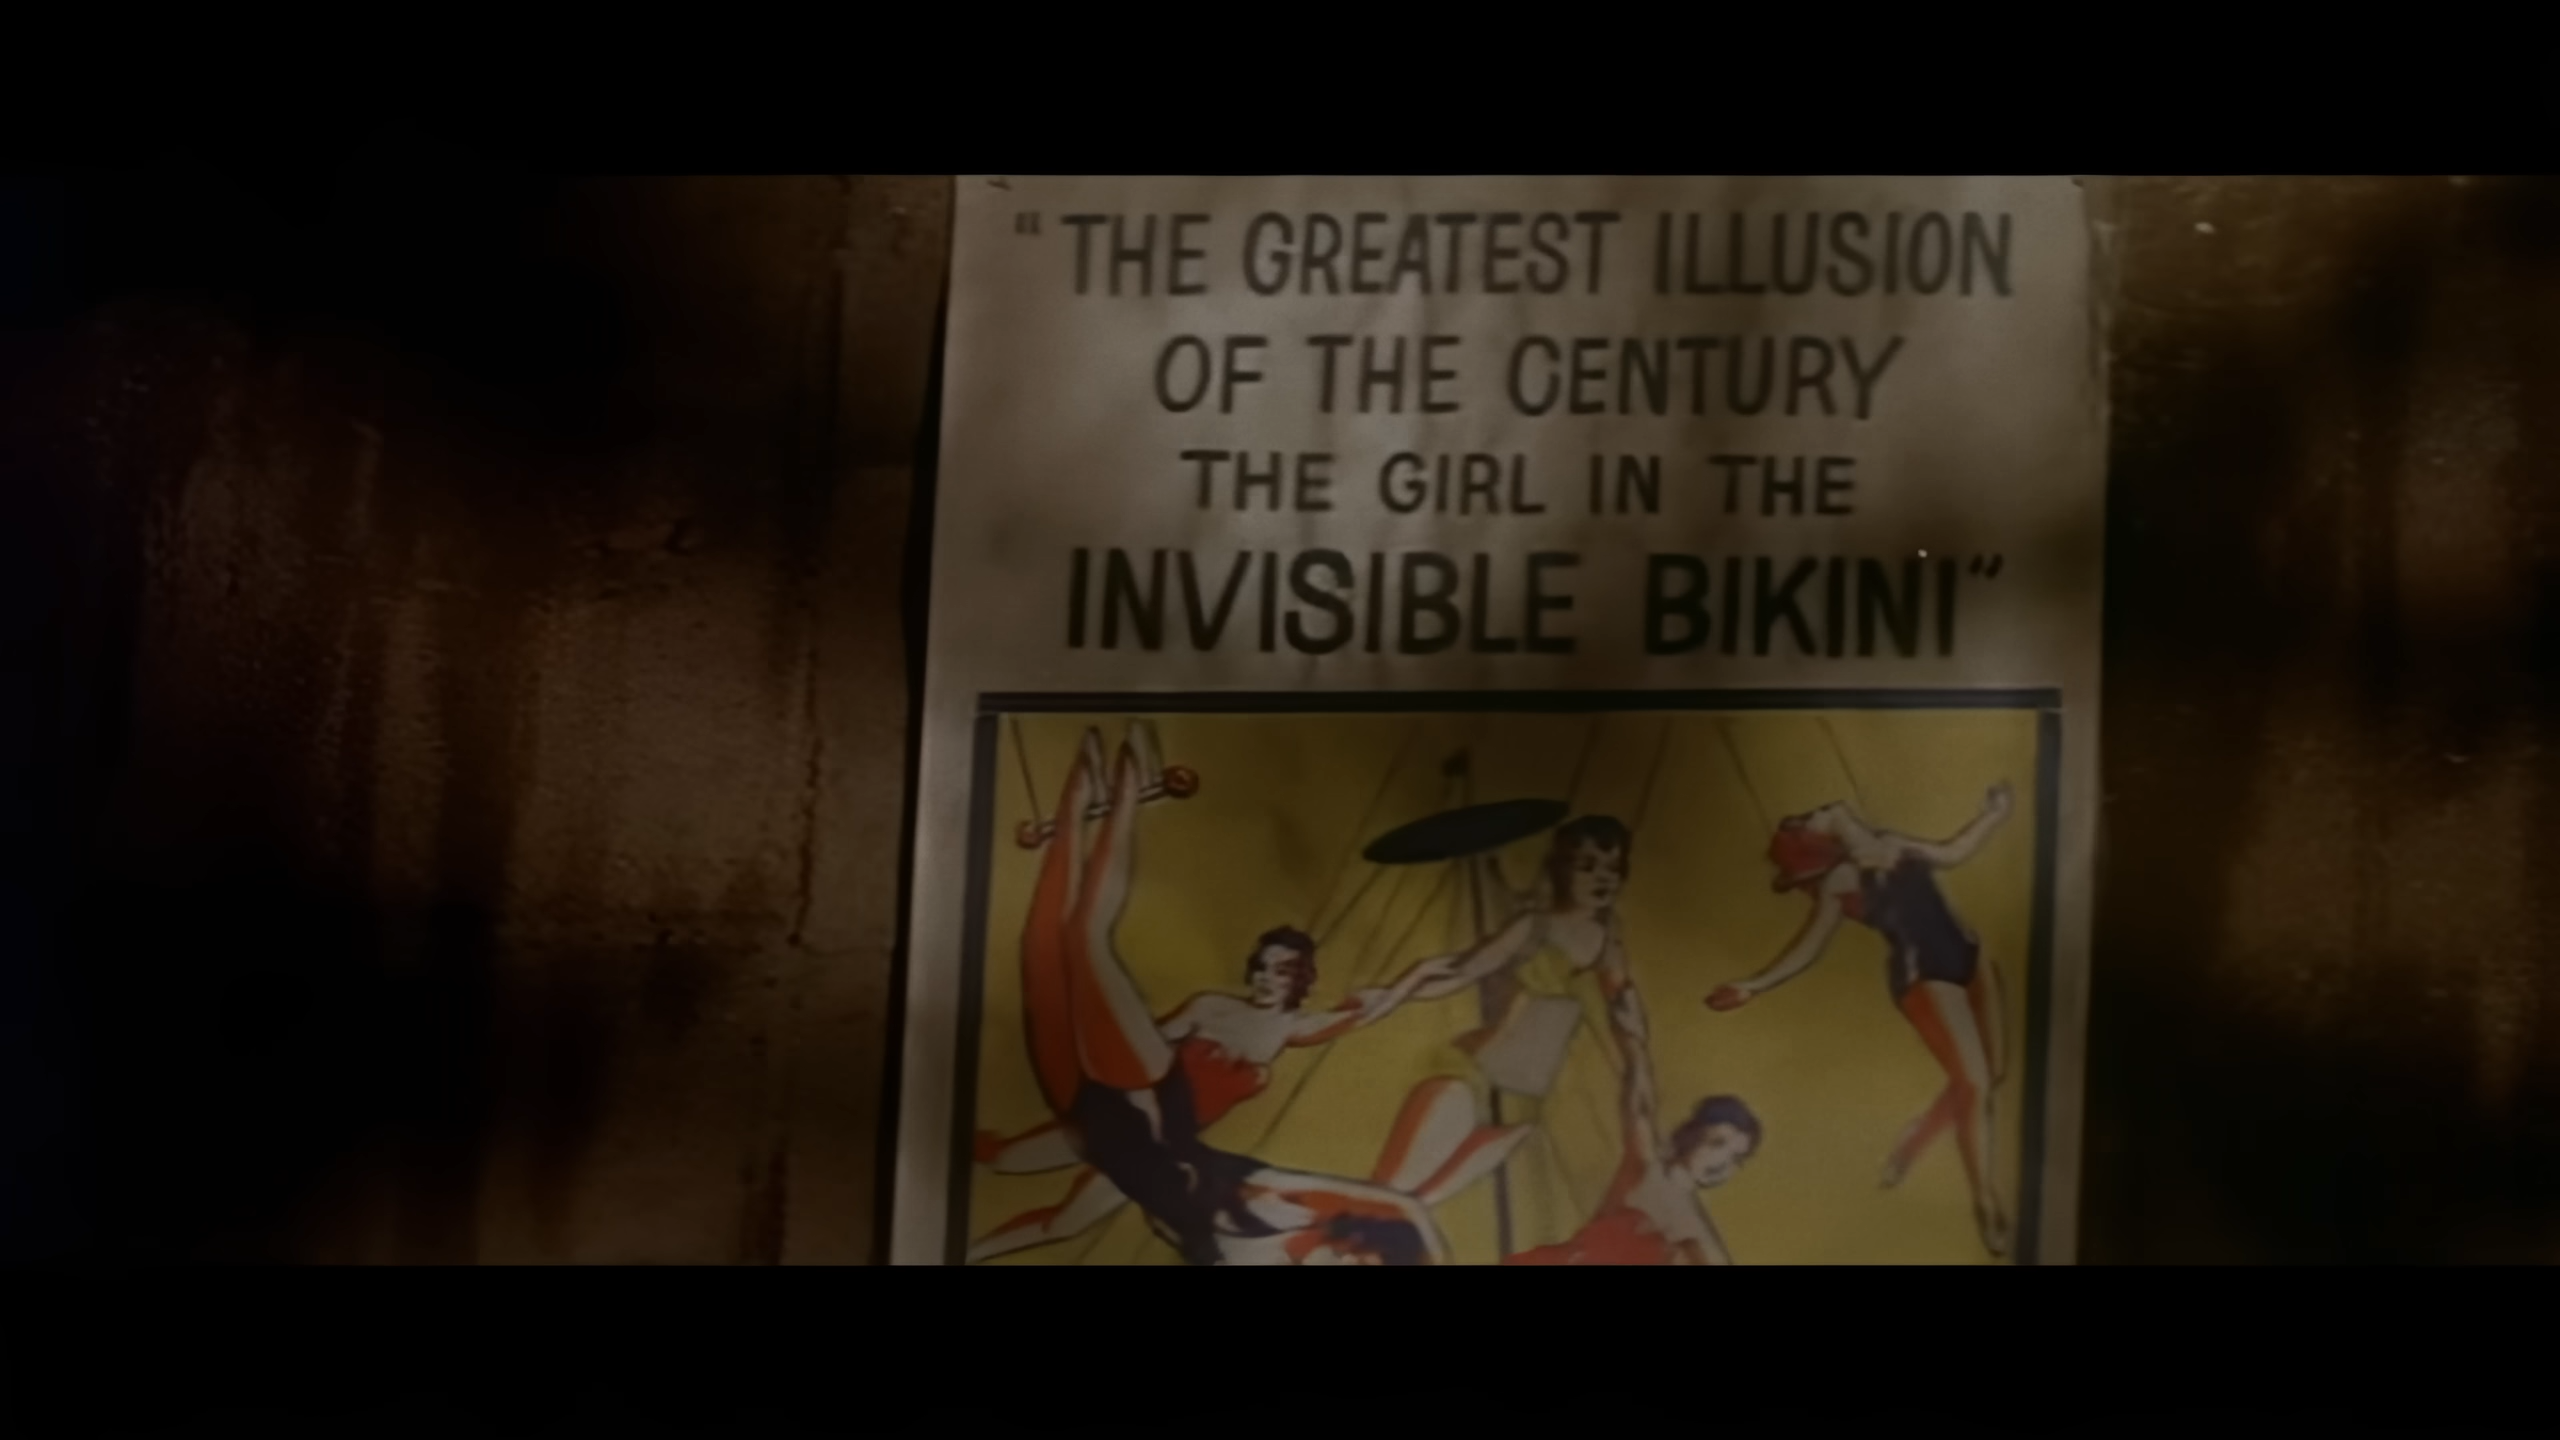 “THE GREATEST ILLUSION
OF THE CENTURY
THE GIRL IN THE
INVISIBLE BIKINI”